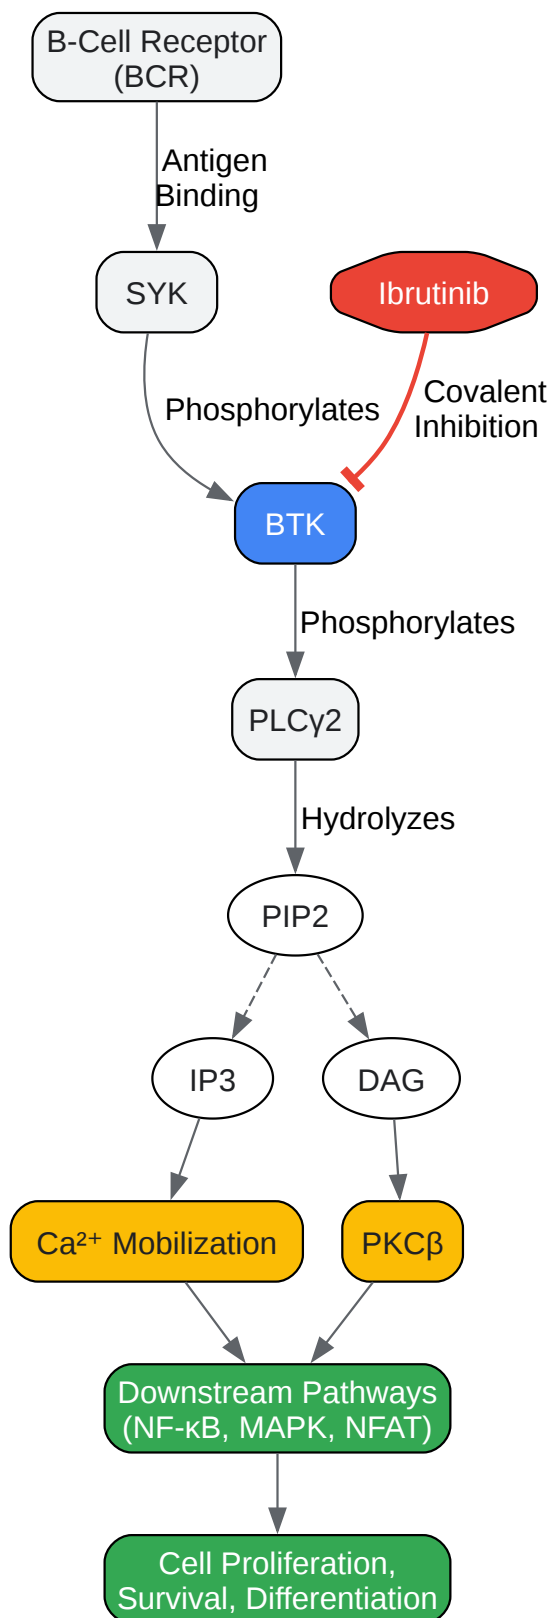 B-Cell Receptor
(BCR)
Antigen
Binding
SYK
Ibrutinib
Phosphorylates
Covalent
Inhibition
BTK
Phosphorylates
PLCγ2
Hydrolyzes
PIP2
IP3
DAG
Ca²⁺ Mobilization
PKCβ
Downstream Pathways
(NF-κB, MAPK, NFAT)
Cell Proliferation,
Survival, Differentiation